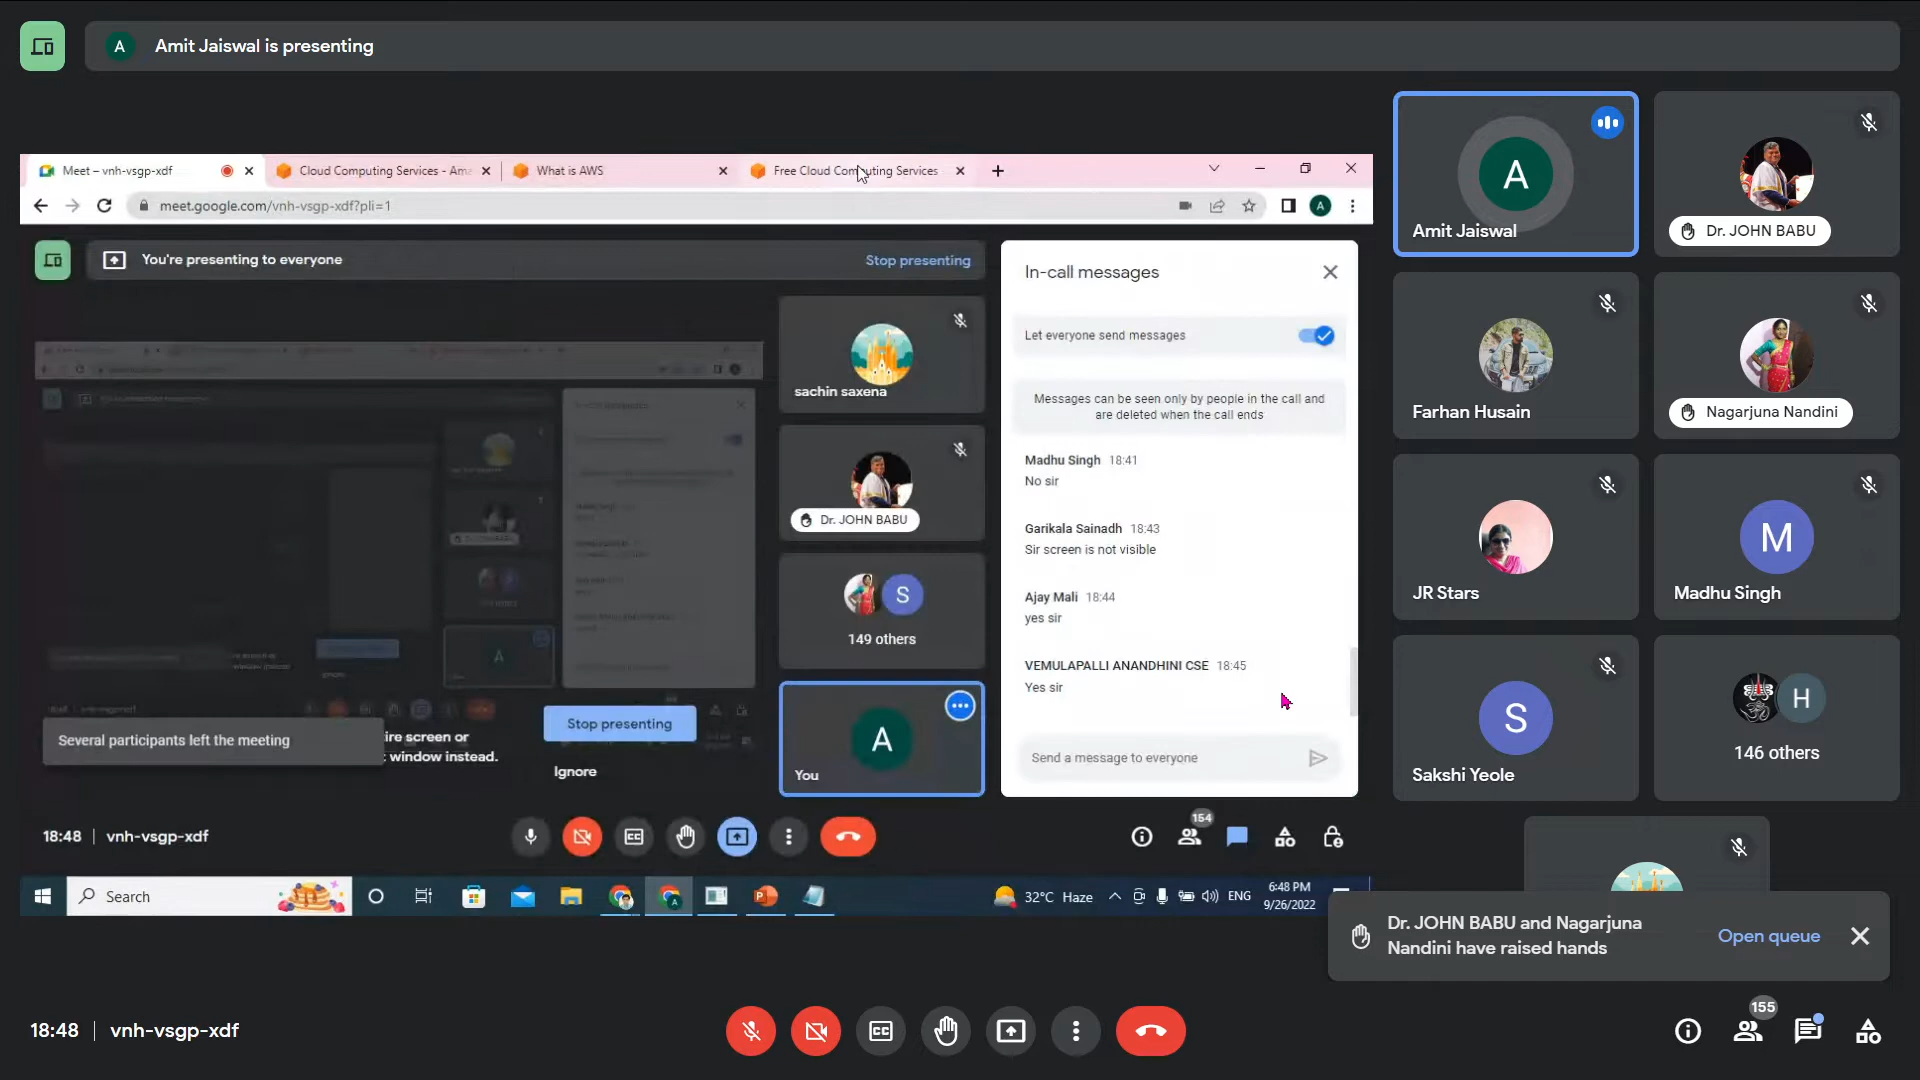 A
Amit Jaiswal is presenting
Meet – vnh-vsgp-xdf
Cloud Computing Services - Ama
What is AWS
Free Cloud Computing Services
meet.google.com/vnh-vsgp-xdf?pli=1
A
You're presenting to everyone
Stop presenting
sachin saxena
Dr. JOHN BABU
S
149 others
A
You
Several participants left the meeting
ire screen or
window instead.
Stop presenting
Ignore
In-call messages
Let everyone send messages
Messages can be seen only by people in the call and
are deleted when the call ends
Madhu Singh 18:41
No sir
Garikala Sainadh 18:43
Sir screen is not visible
Ajay Mali 18:44
yes sir
VEMULAPALLI ANANDHINI CSE 18:45
Yes sir
Send a message to everyone
18:48
vnh-vsgp-xdf
154
Search
32°C Haze
ENG
6:48 PM
9/26/2022
A
Amit Jaiswal
Dr. JOHN BABU
Farhan Husain
Nagarjuna Nandini
JR Stars
M
Madhu Singh
S
Sakshi Yeole
H
146 others
Dr. JOHN BABU and Nagarjuna
Nandini have raised hands
Open queue
18:48
vnh-vsgp-xdf
155